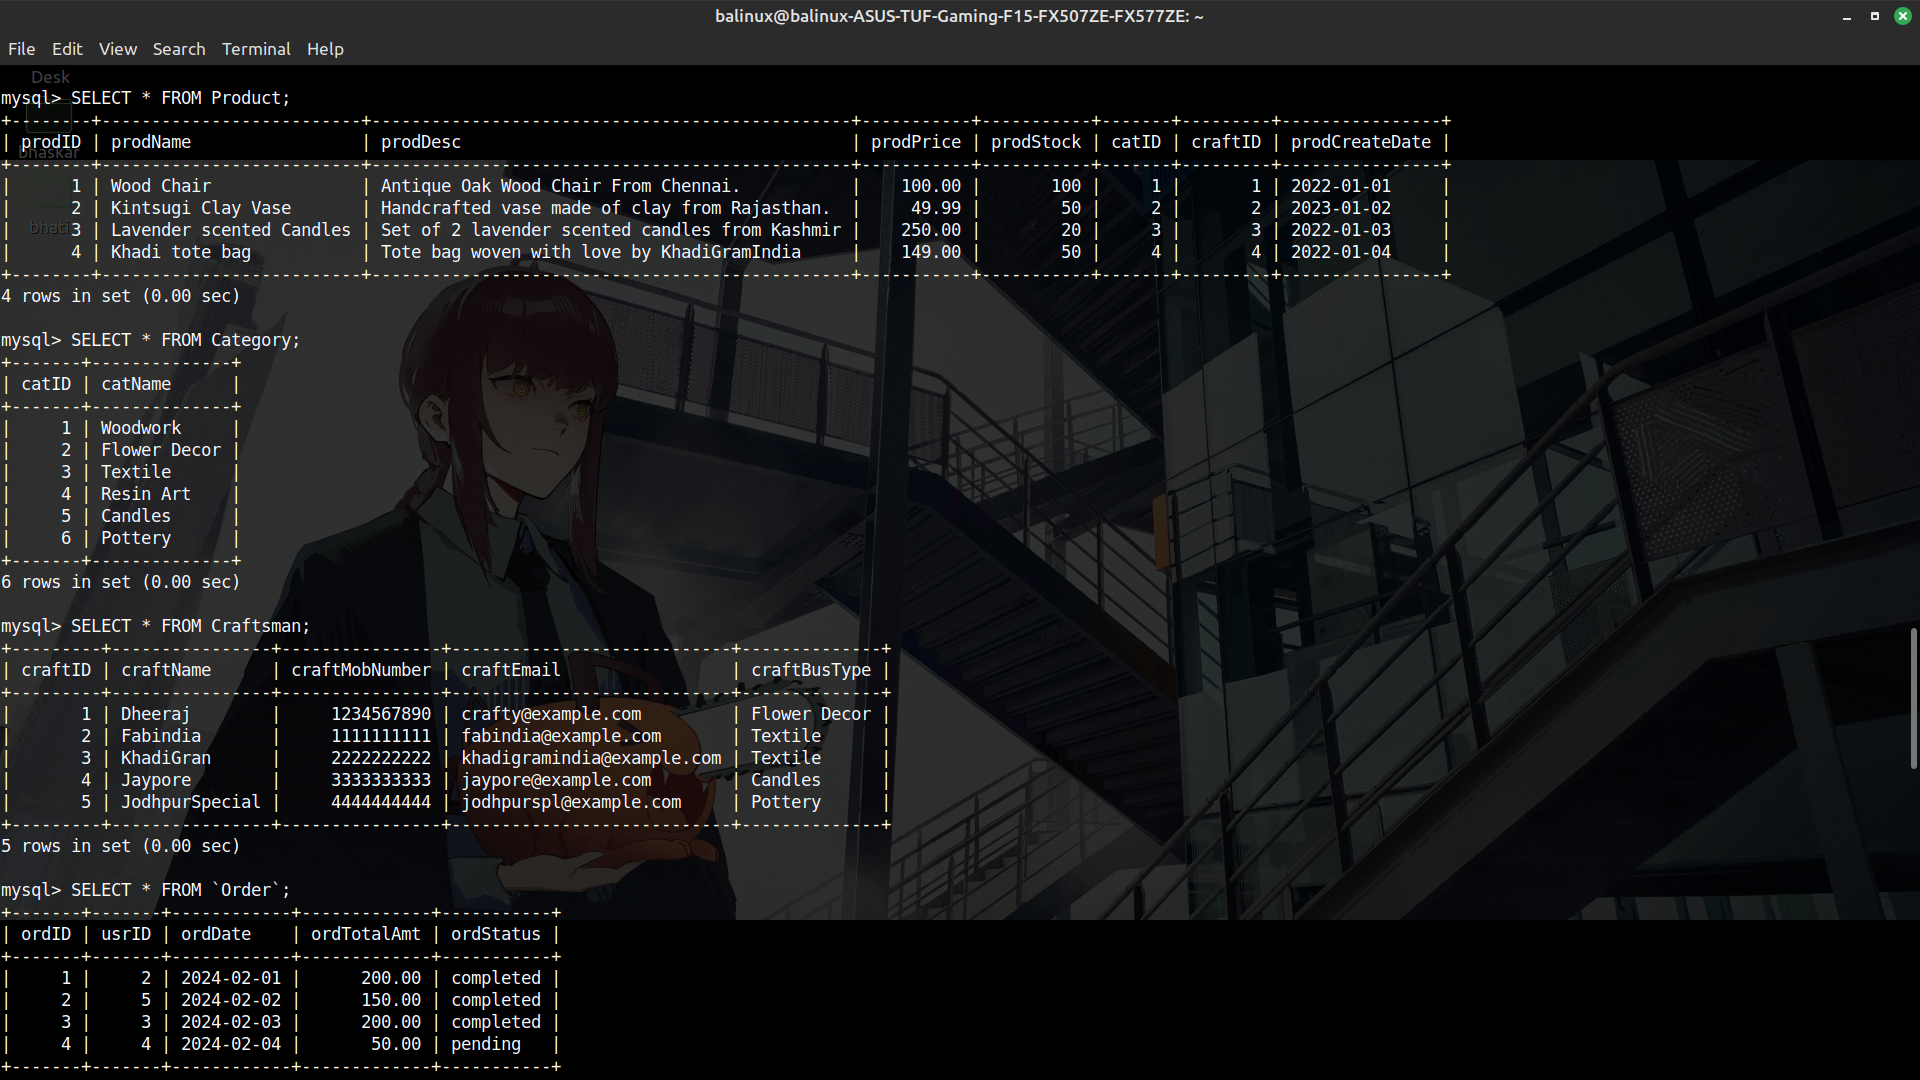 balinux@balinux-ASUS-TUF-Gaming-F15-FX507ZE-FX577ZE: ~
File Edit View Search Terminal Help
Desk
mysql> SELECT * FROM Product;
+--------+--------------------------+------------------------------------------------+-----------+-----------+-------+---------+----------------+
| prodID | prodName                 | prodDesc                                       | prodPrice | prodStock | catID | craftID | prodCreateDate |
bhaskar
+--------+--------------------------+------------------------------------------------+-----------+-----------+-------+---------+----------------+
|      1 | Wood Chair               | Antique Oak Wood Chair From Chennai.           |    100.00 |       100 |     1 |       1 | 2022-01-01     |
|      2 | Kintsugi Clay Vase       | Handcrafted vase made of clay from Rajasthan.  |     49.99 |        50 |     2 |       2 | 2023-01-02     |
|      3 | Lavender scented Candles | Set of 2 lavender scented candles from Kashmir |    250.00 |        20 |     3 |       3 | 2022-01-03     |
|      4 | Khadi tote bag           | Tote bag woven with love by KhadiGramIndia     |    149.00 |        50 |     4 |       4 | 2022-01-04     |
+--------+--------------------------+------------------------------------------------+-----------+-----------+-------+---------+----------------+
4 rows in set (0.00 sec)
mysql> SELECT * FROM Category;
+-------+--------------+
| catID | catName      |
+-------+--------------+
|     1 | Woodwork     |
|     2 | Flower Decor |
|     3 | Textile      |
|     4 | Resin Art    |
|     5 | Candles      |
|     6 | Pottery      |
+-------+--------------+
6 rows in set (0.00 sec)
mysql> SELECT * FROM Craftsman;
+---------+----------------+----------------+----------------------------+--------------+
| craftID | craftName      | craftMobNumber | craftEmail                 | craftBusType |
+---------+----------------+----------------+----------------------------+--------------+
|       1 | Dheeraj        |     1234567890 | crafty@example.com         | Flower Decor |
|       2 | Fabindia       |     1111111111 | fabindia@example.com       | Textile      |
|       3 | KhadiGran      |     2222222222 | khadigramindia@example.com | Textile      |
|       4 | Jaypore        |     3333333333 | jaypore@example.com        | Candles      |
|       5 | JodhpurSpecial |     4444444444 | jodhpurspl@example.com     | Pottery      |
+---------+----------------+----------------+----------------------------+--------------+
5 rows in set (0.00 sec)
mysql> SELECT * FROM `Order`;
+-------+-------+------------+-------------+-----------+
| ordID | usrID | ordDate    | ordTotalAmt | ordStatus |
+-------+-------+------------+-------------+-----------+
|     1 |     2 | 2024-02-01 |      200.00 | completed |
|     2 |     5 | 2024-02-02 |      150.00 | completed |
|     3 |     3 | 2024-02-03 |      200.00 | completed |
|     4 |     4 | 2024-02-04 |       50.00 | pending   |
+-------+-------+------------+-------------+-----------+